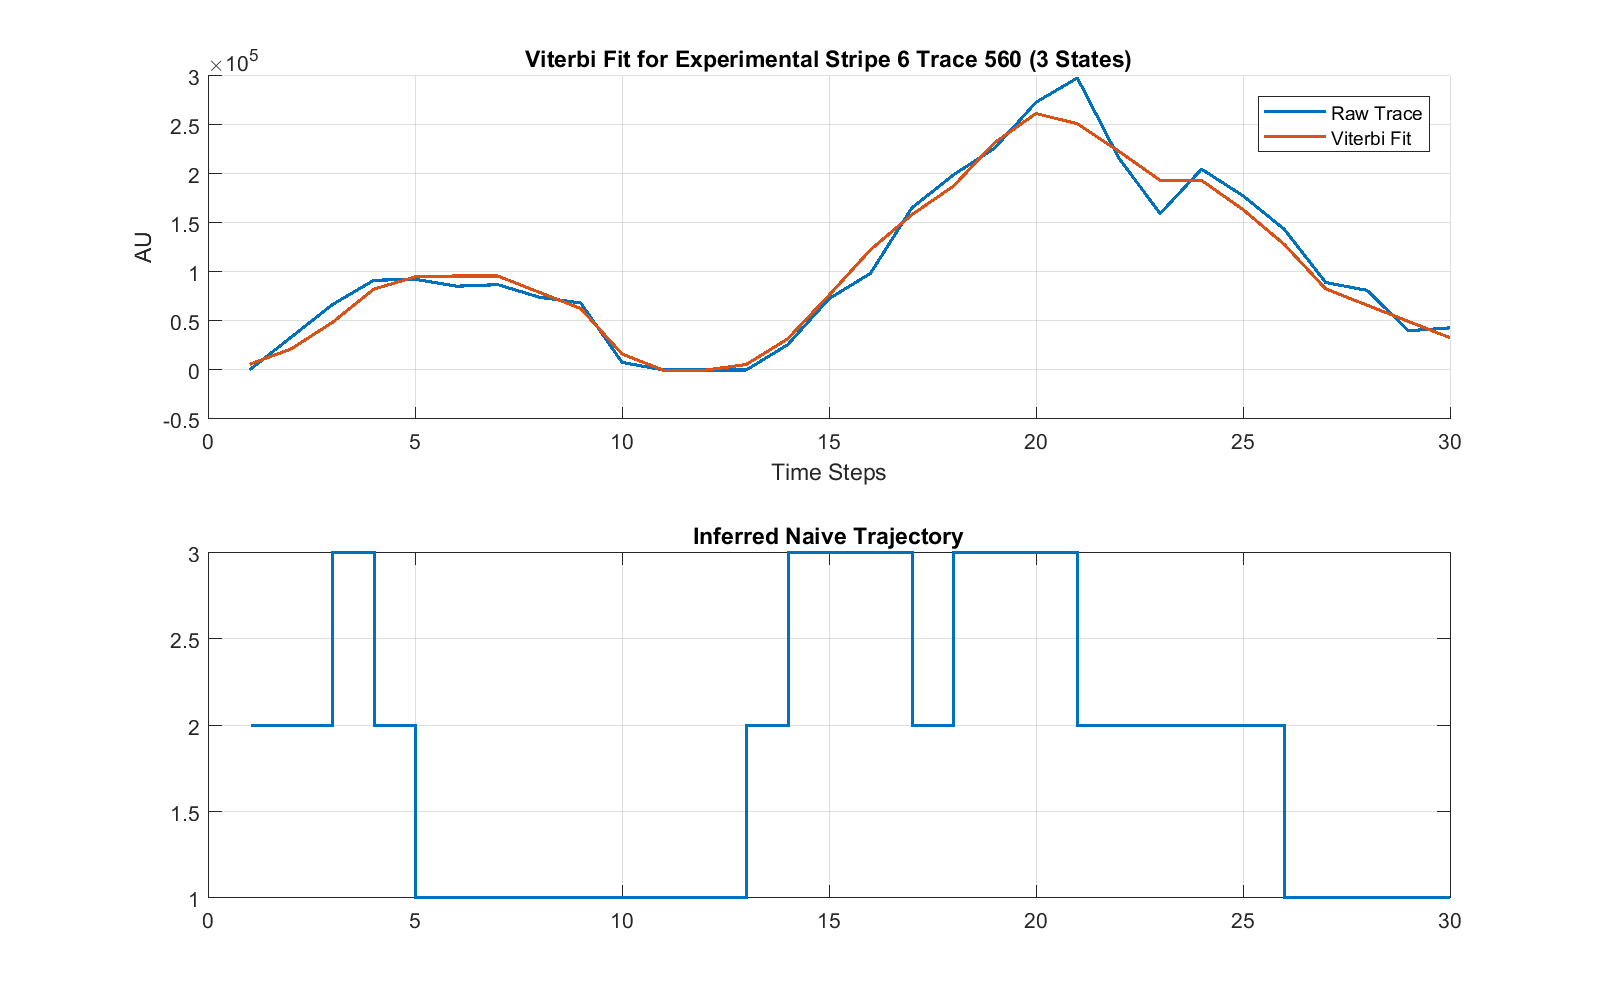 Viterbi Fit for Experimental Stripe 6 Trace 560 (3 States)
×10^5
3
2.5
2
1.5
1
0.5
0
-0.5
AU
Raw Trace
Viterbi Fit
0 5 10 15 20 25 30
Time Steps
Inferred Naive Trajectory
3
2.5
2
1.5
1
0 5 10 15 20 25 30